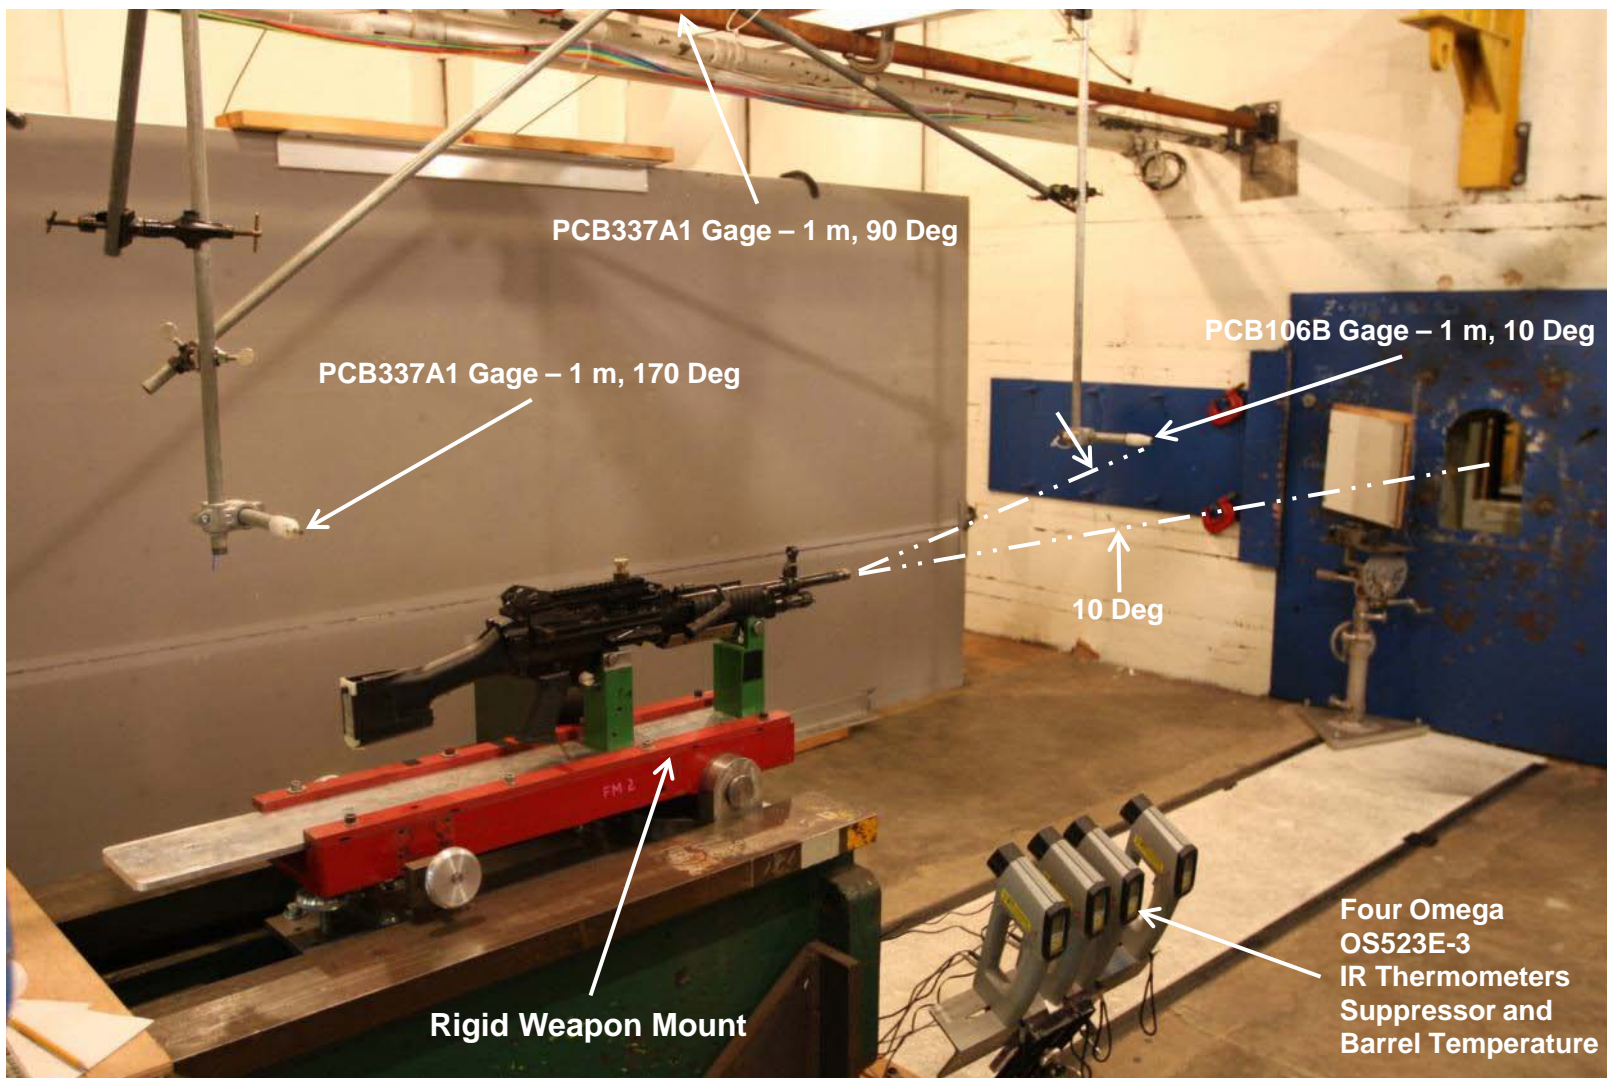 PCB337A1 Gage – 1 m, 90 Deg
PCB106B Gage – 1 m, 10 Deg
PCB337A1 Gage – 1 m, 170 Deg
10 Deg
FM 2
Four Omega
OS523E-3
IR Thermometers
Suppressor and
Barrel Temperature
Rigid Weapon Mount